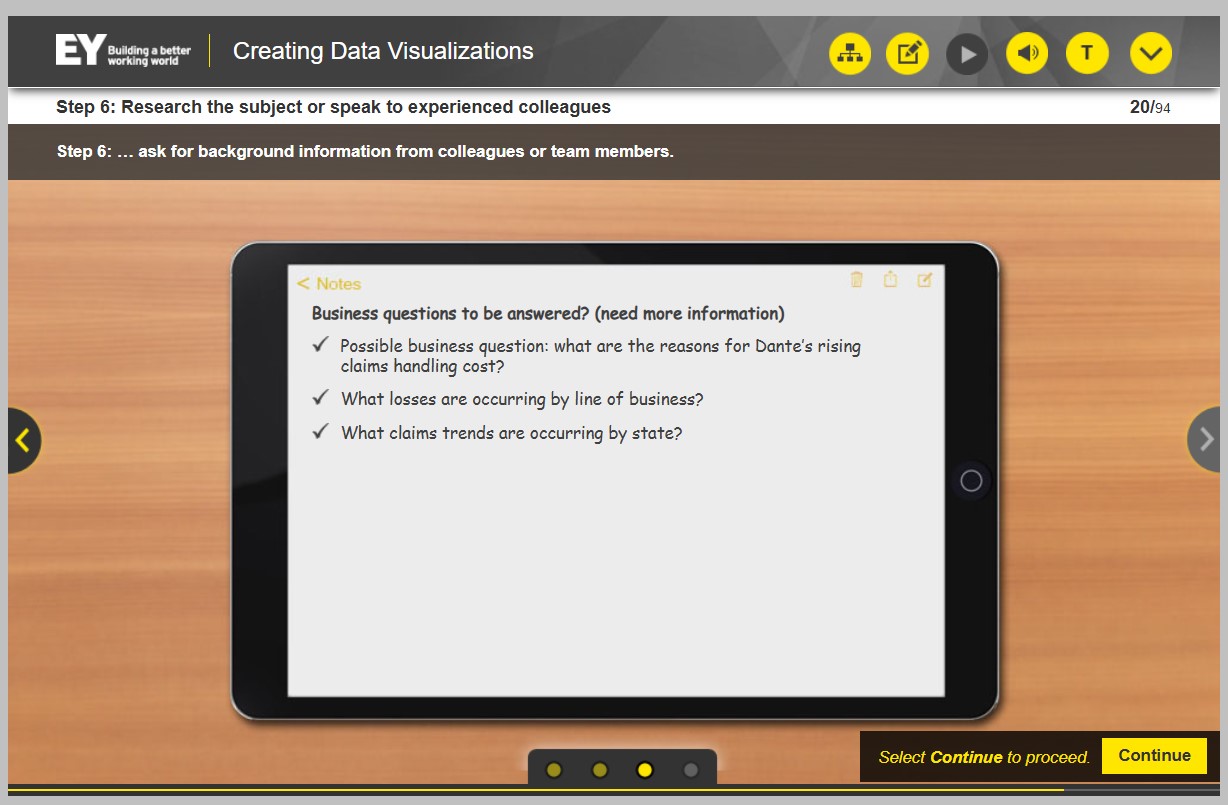 EY Building a better
working world
Creating Data Visualizations
T
Step 6: Research the subject or speak to experienced colleagues
20/94
Step 6: … ask for background information from colleagues or team members.
< Notes
Business questions to be answered? (need more information)
✓ Possible business question: what are the reasons for Dante's rising
claims handling cost?
✓ What losses are occurring by line of business?
✓ What claims trends are occurring by state?
Select Continue to proceed.
Continue